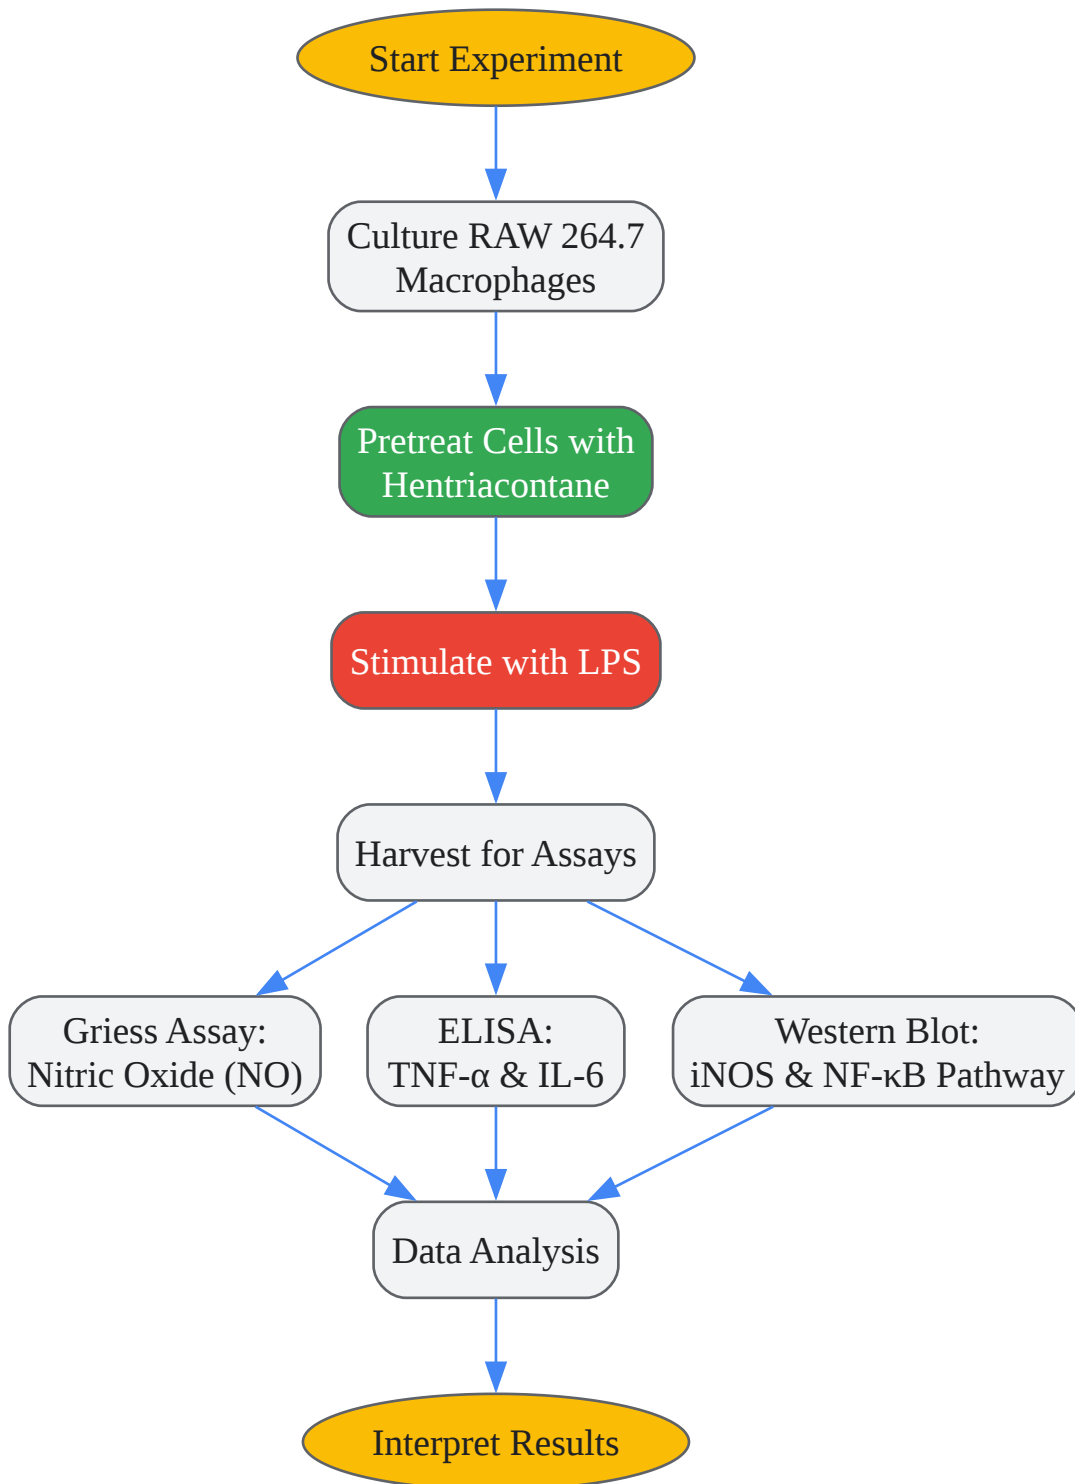 Start Experiment
Culture RAW 264.7
Macrophages
Pretreat Cells with
Hentriacontane
Stimulate with LPS
Harvest for Assays
Griess Assay:
Nitric Oxide (NO)
ELISA:
TNF-α & IL-6
Western Blot:
iNOS & NF-κB Pathway
Data Analysis
Interpret Results